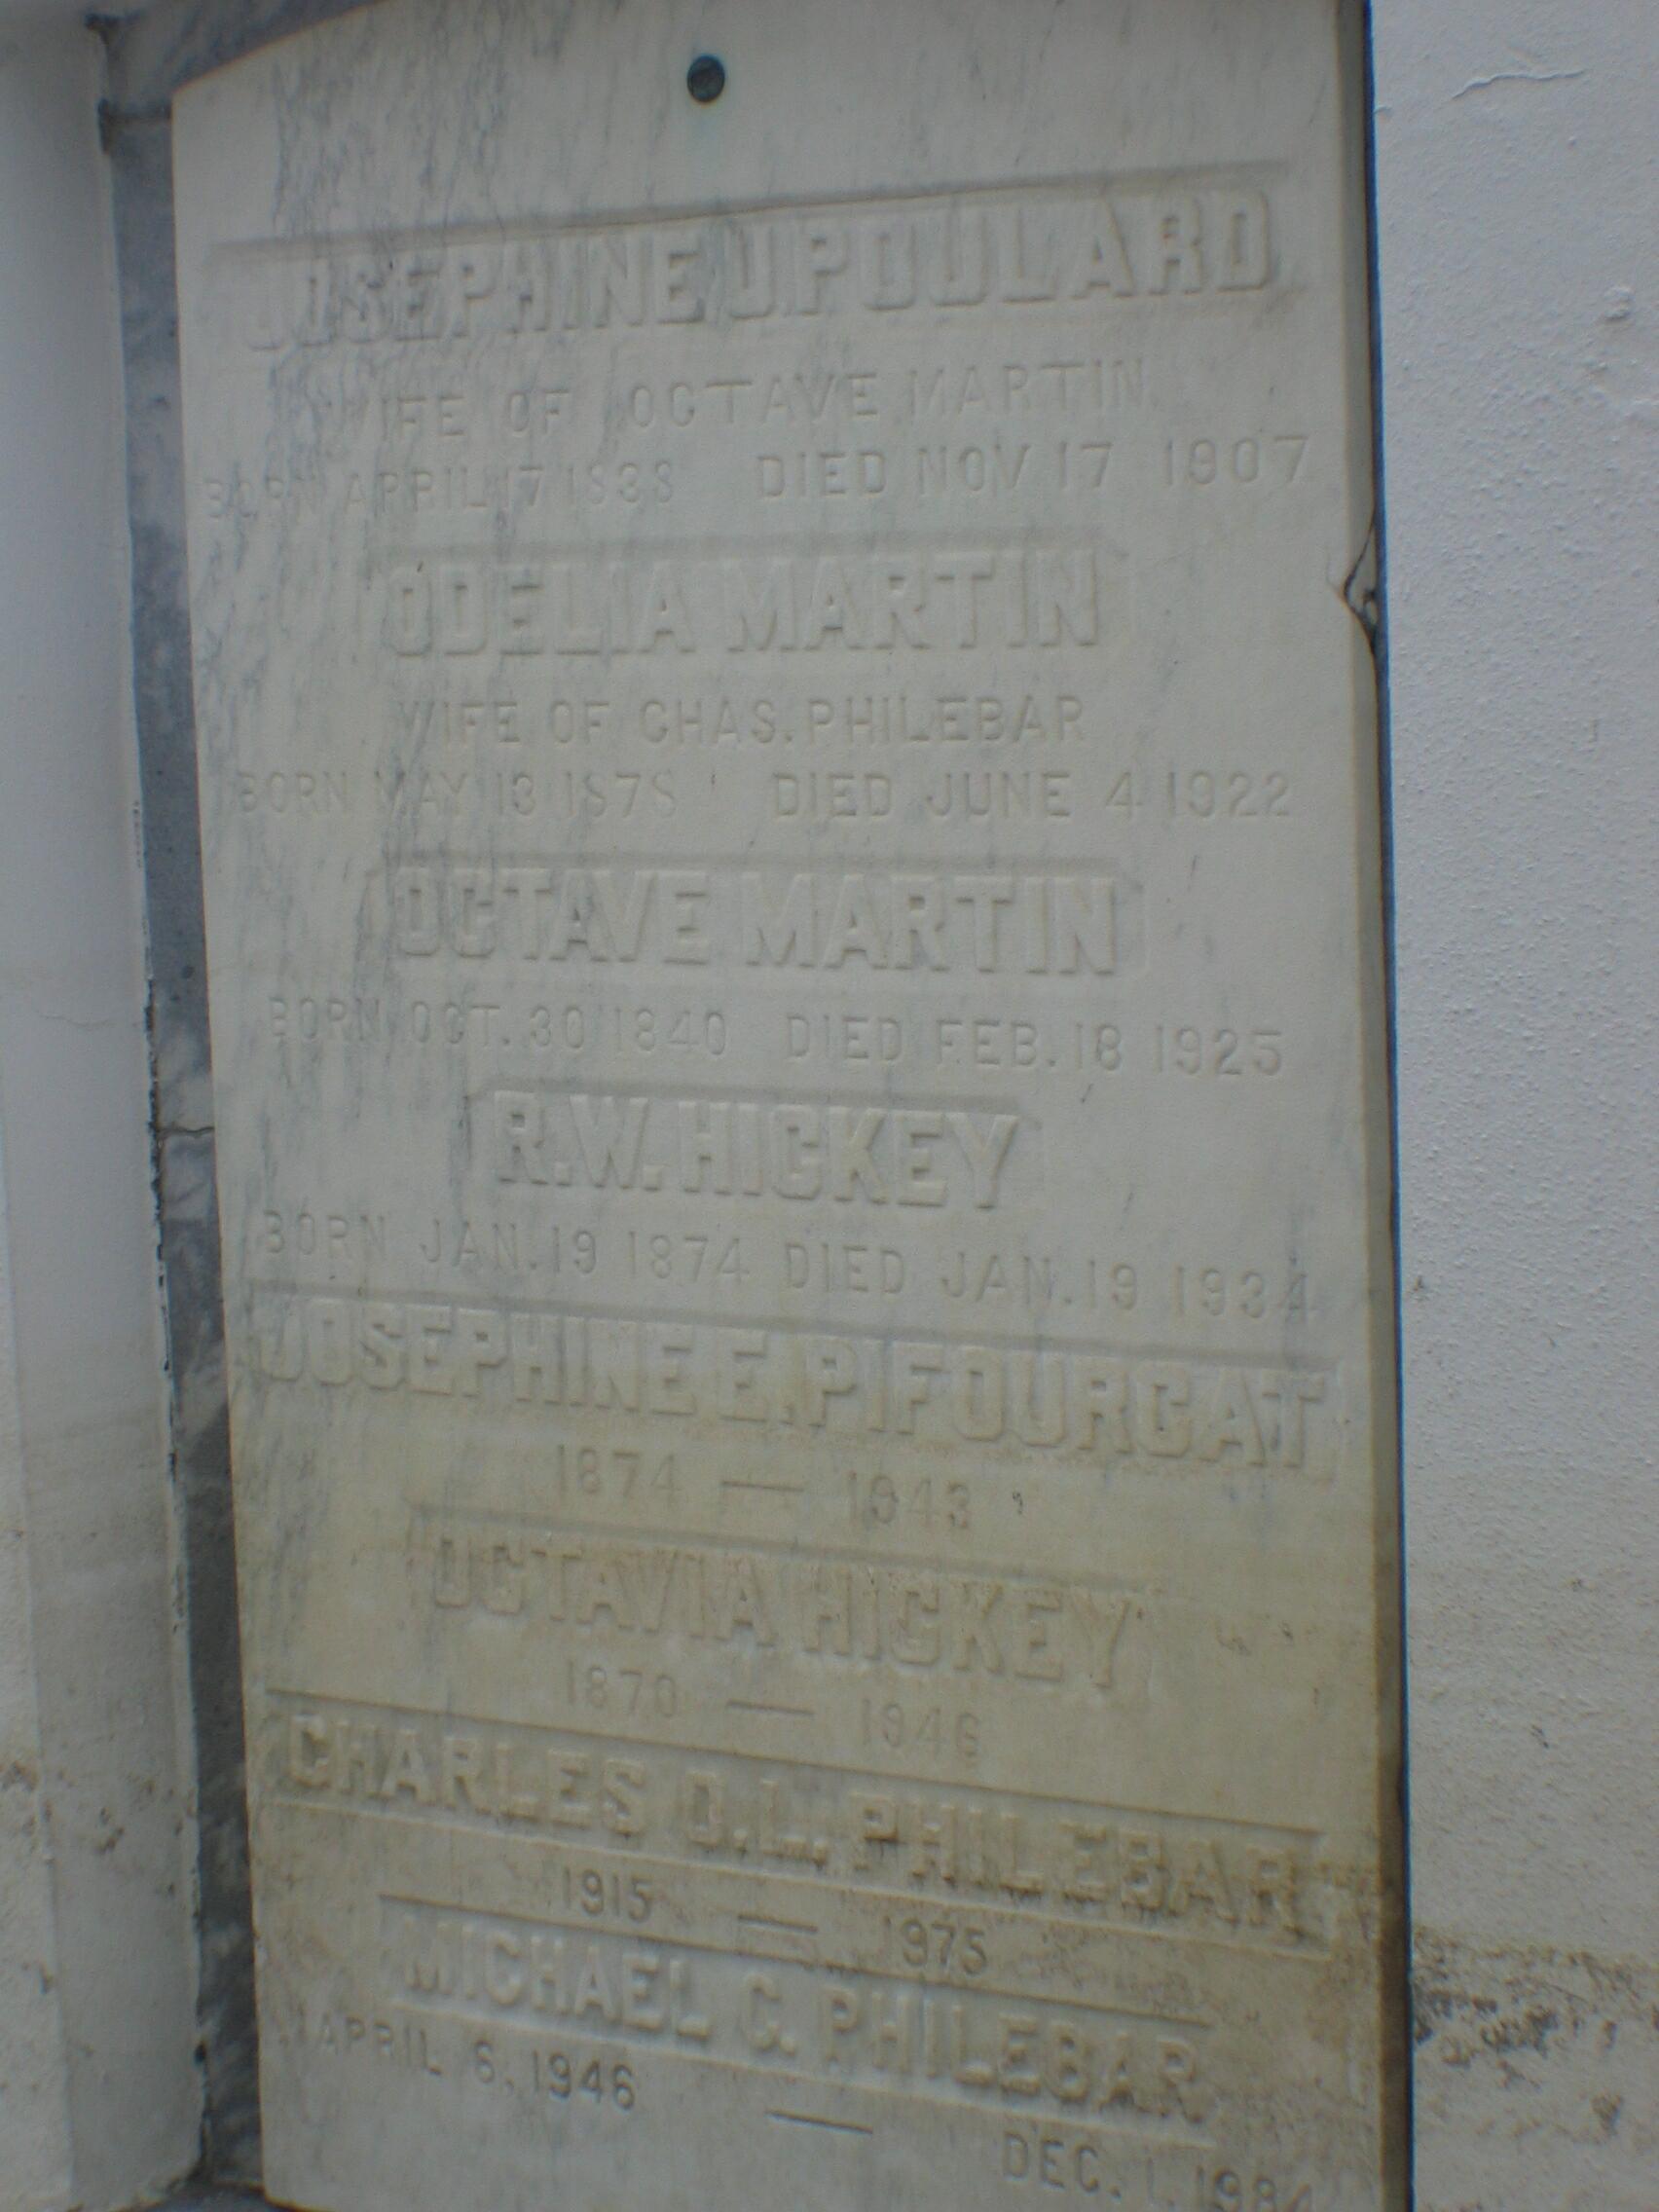 JOSEPHINE J. POULARD
WIFE OF OCTAVE MARTIN
BORN APRIL 17 1838 DIED NOV 17 1907
ODELIA MARTIN
WIFE OF CHAS. PHILEBAR
BORN MAY 13 1878 DIED JUNE 4 1922
OCTAVE MARTIN
BORN OCT. 30 1840 DIED FEB. 18 1925
R.W. HICKEY
BORN JAN. 19 1874 DIED JAN. 19 1934
JOSEPHINE E. PIFOURCAT
1874 — 1943
OCTAVIA HICKEY
1870 — 1946
CHARLES O.L. PHILEBAR
1915 — 1975
MICHAEL C. PHILEBAR
APRIL 6, 1946 — DEC. 1, 1984